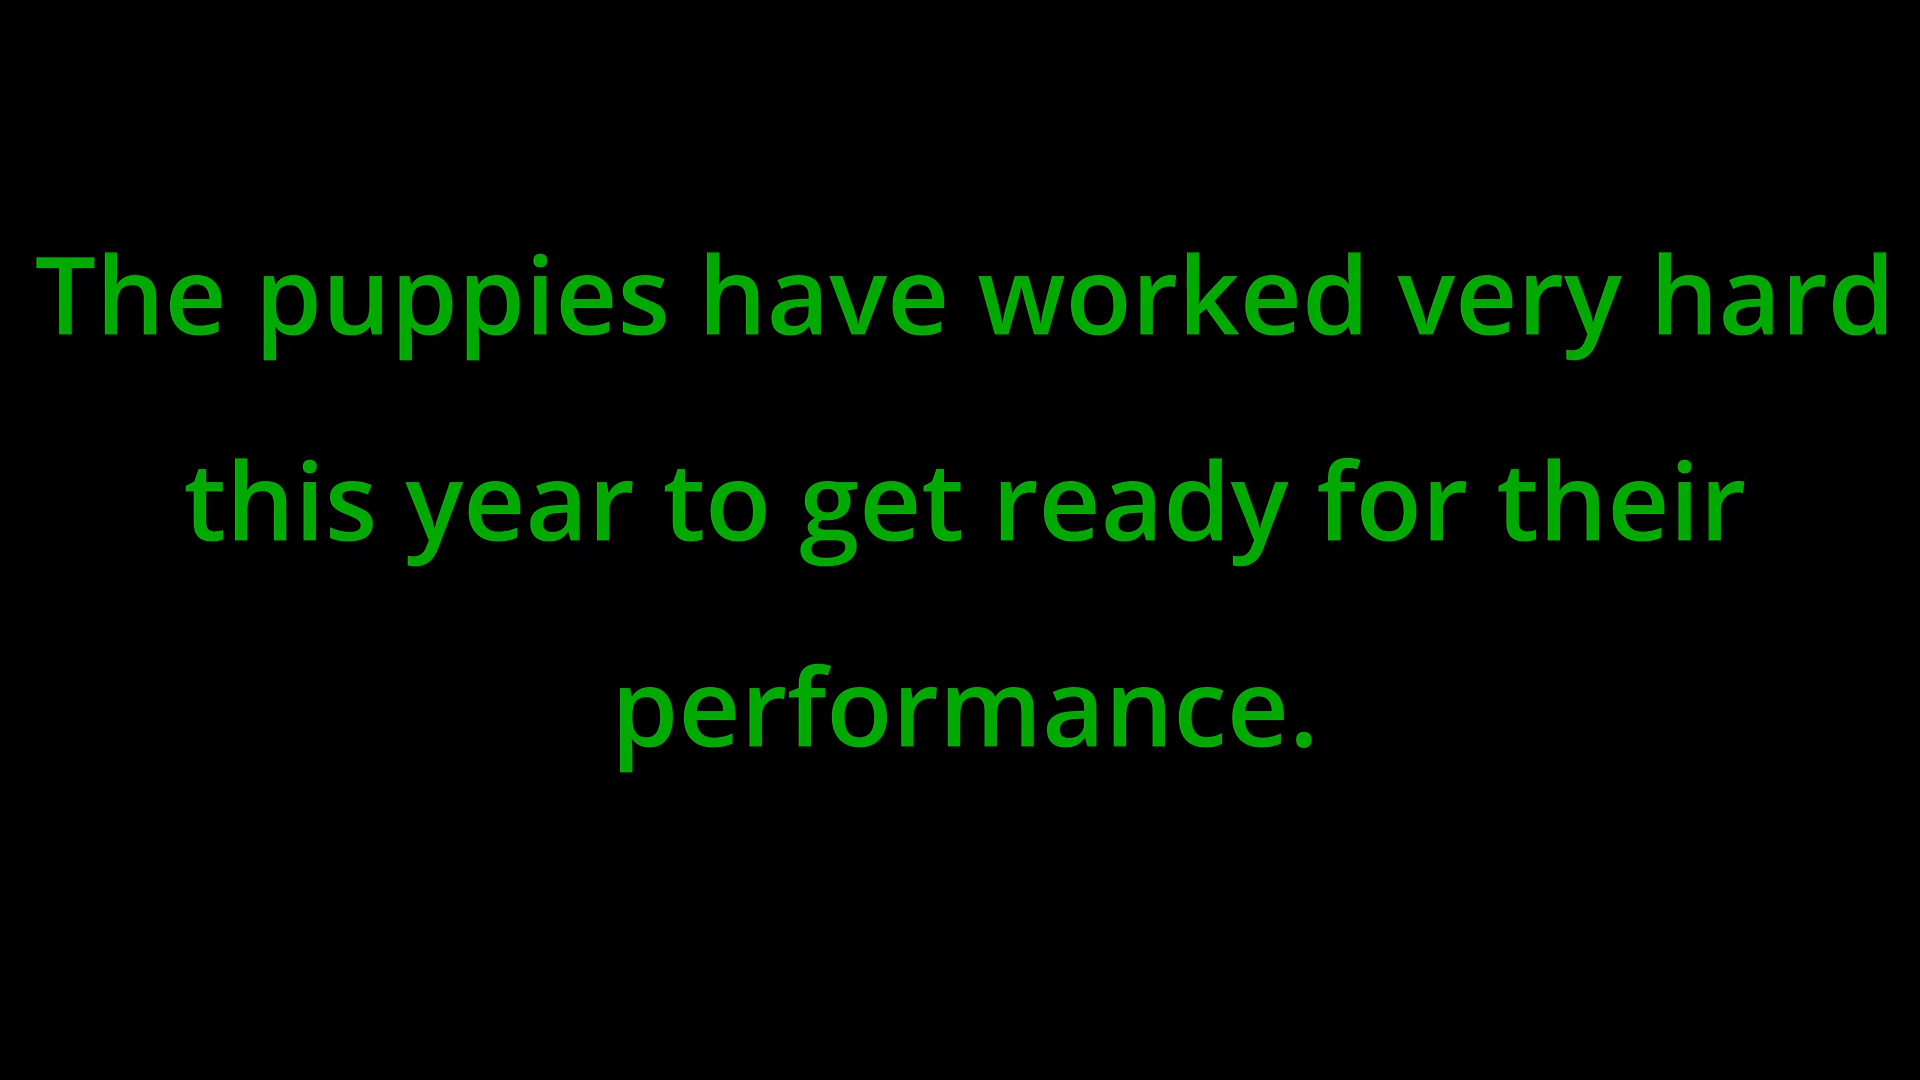 The puppies have worked very hard
this year to get ready for their
performance.